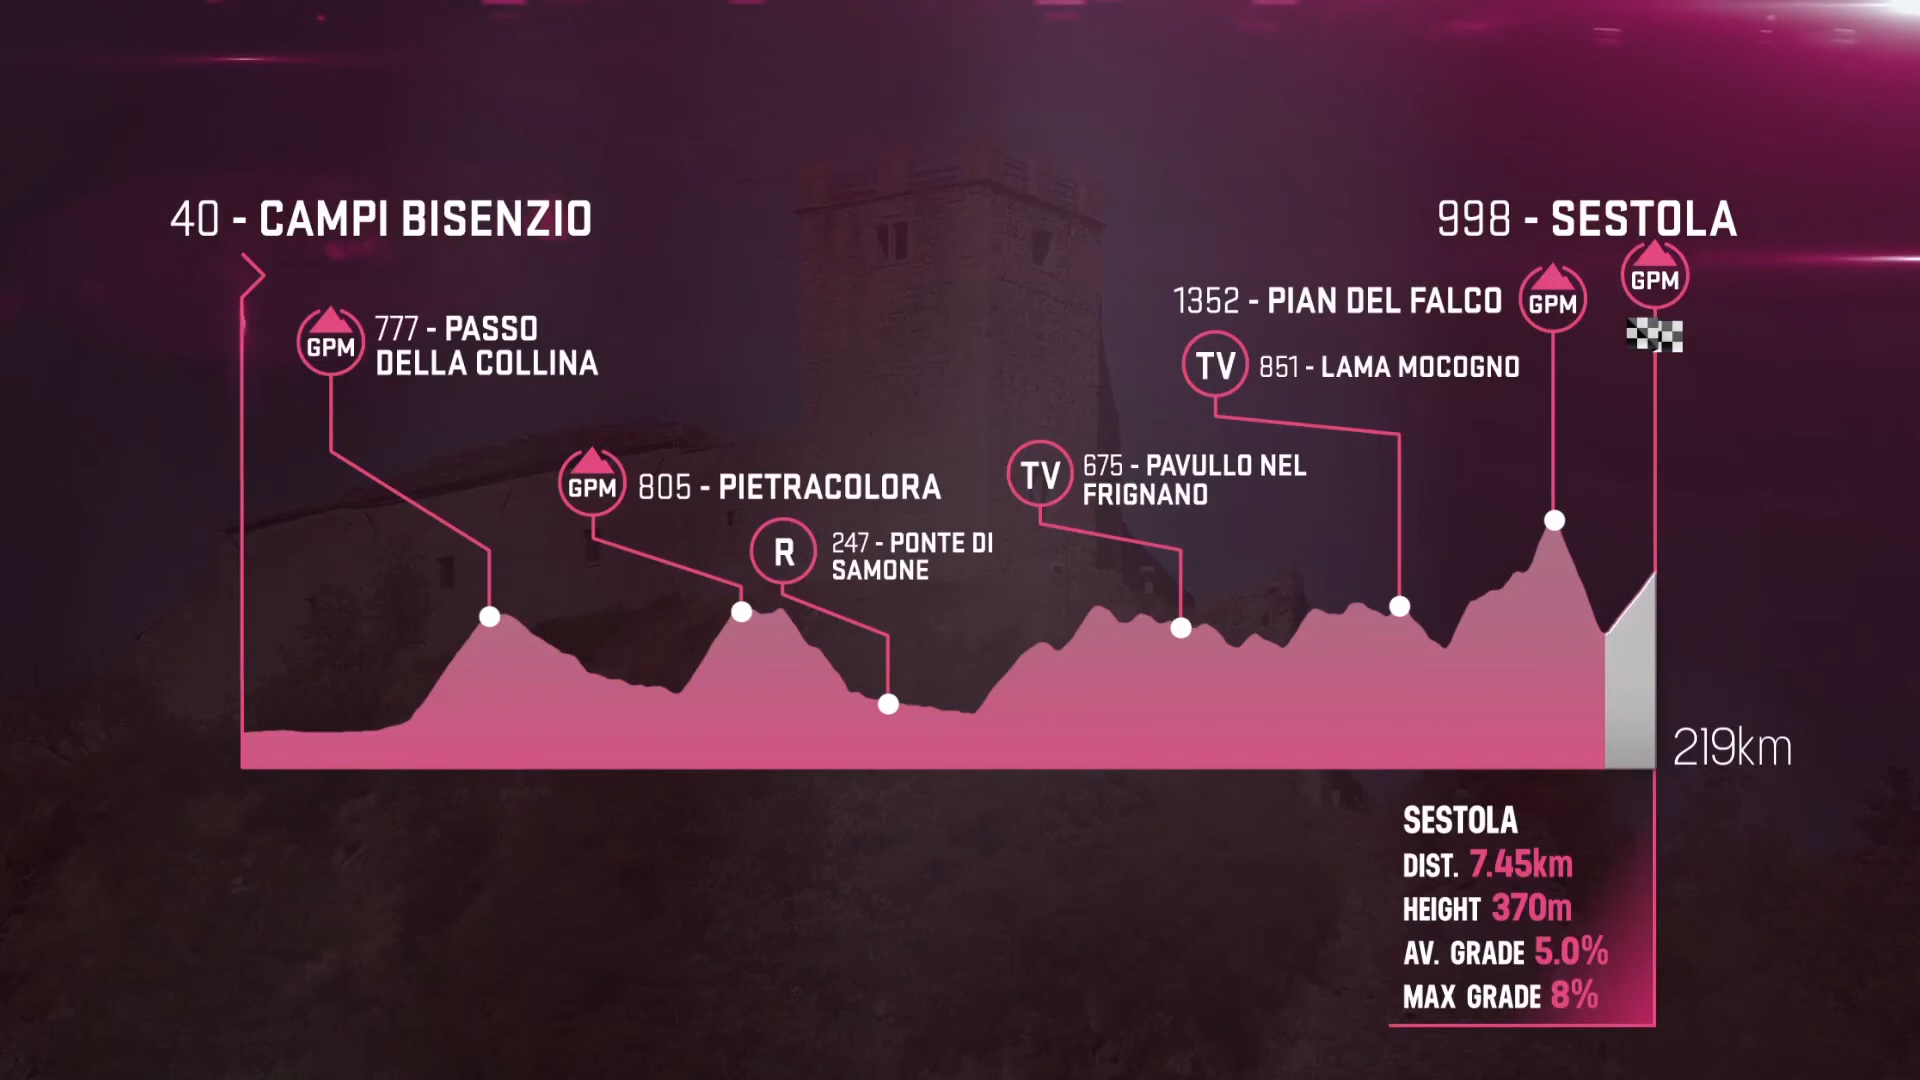 40 - CAMPI BISENZIO
998 - SESTOLA
GPM
777 - PASSO
DELLA COLLINA
GPM
805 - PIETRACOLORA
R
247 - PONTE DI
SAMONE
TV
675 - PAVULLO NEL
FRIGNANO
1352 - PIAN DEL FALCO
GPM
TV
851 - LAMA MOCOGNO
GPM
219km
SESTOLA
DIST. 7.45km
HEIGHT 370m
AV. GRADE 5.0%
MAX GRADE 8%